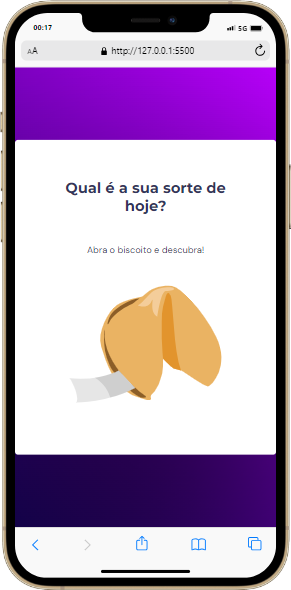 00:17
5G
AA
http://127.0.0.1:5500
Qual é a sua sorte de
hoje?
Abra o biscoito e descubra!